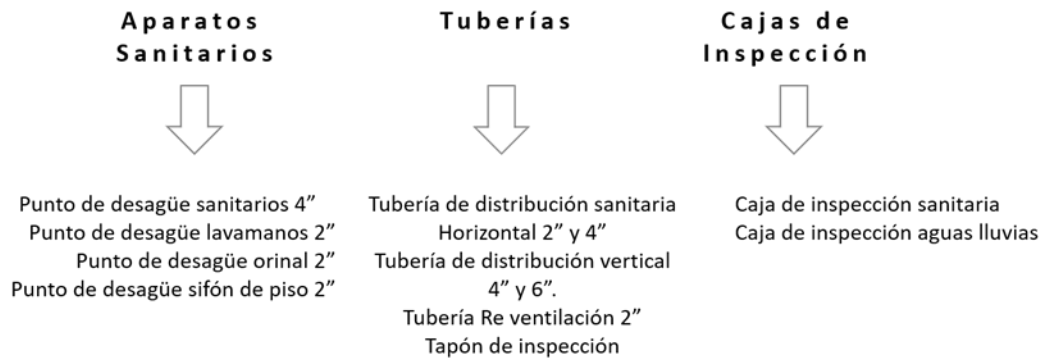 Aparatos
Sanitarios
Punto de desagüe sanitarios 4”
Punto de desagüe lavamanos 2”
Punto de desagüe orinal 2”
Punto de desagüe sifón de piso 2”
Tuberías
Tubería de distribución sanitaria
Horizontal 2” y 4”
Tubería de distribución vertical
4” y 6”.
Tubería Re ventilación 2”
Tapón de inspección
Cajas de
Inspección
Caja de inspección sanitaria
Caja de inspección aguas lluvias